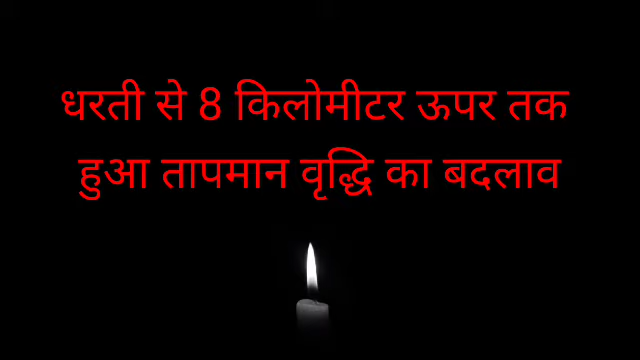 धरती से 8 किलोमीटर ऊपर तक
हुआ तापमान वृद्धि का बदलाव